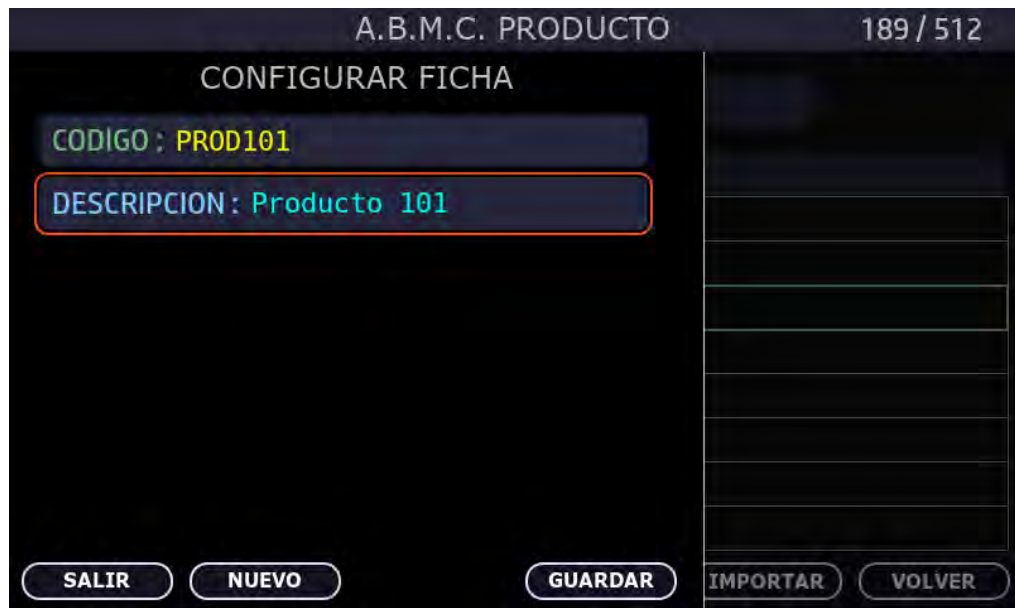 A.B.M.C. PRODUCTO 189 / 512
CONFIGURAR FICHA
CODIGO : PROD101
DESCRIPCION : Producto 101
SALIR NUEVO GUARDAR IMPORTAR VOLVER